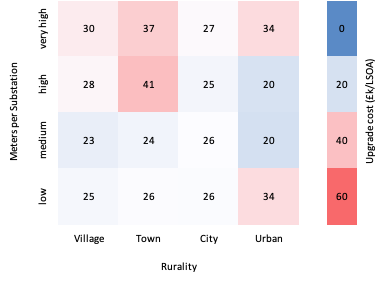 very high 30 37 27 34 0
high 28 41 25 20 20
medium 23 24 26 20 40
low 25 26 26 34 60
Village Town City Urban
Rurality
Meters per Substation
Upgrade cost (£k/LSOA)